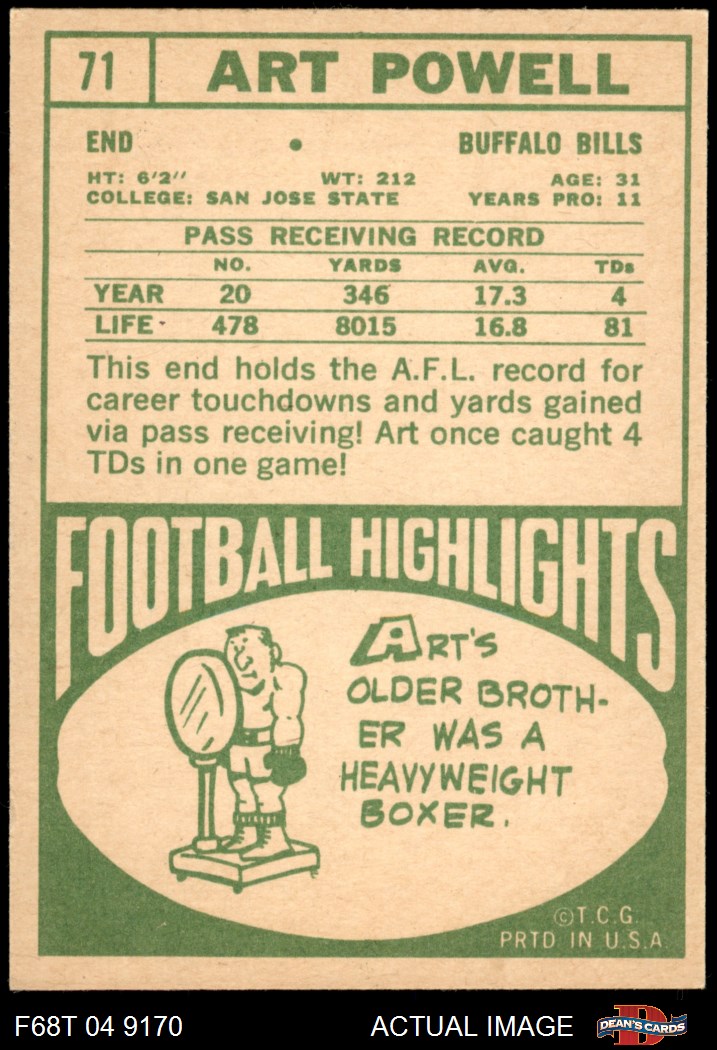 71 ART POWELL
END • BUFFALO BILLS
HT: 6'2" WT: 212 AGE: 31
COLLEGE: SAN JOSE STATE YEARS PRO: 11
PASS RECEIVING RECORD
NO. YARDS AVG. TDs
YEAR 20 346 17.3 4
LIFE 478 8015 16.8 81
This end holds the A.F.L. record for
career touchdowns and yards gained
via pass receiving! Art once caught 4
TDs in one game!
FOOTBALL HIGHLIGHTS
ART'S
OLDER BROTH-
ER WAS A
HEAVYWEIGHT
BOXER.
©T.C.G.
PRTD IN U.S.A.
F68T 04 9170 ACTUAL IMAGE D DEAN'S CARDS